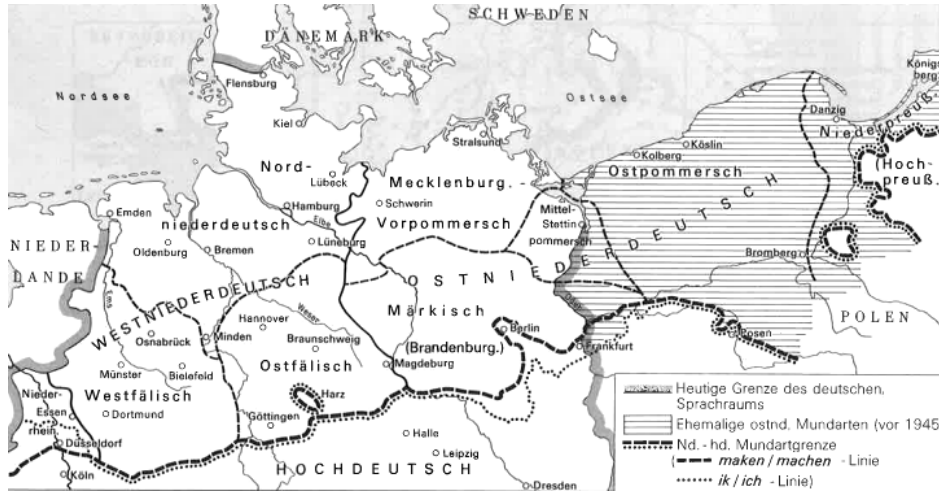 SCHWEDEN
DÄNEMARK
Königs-
berg
Flensburg
Nordsee
Ostsee
Danzig
Niederpreuß.
Kiel
Stralsund
Köslin
Kolberg
(Hoch-
preuß.
Nord-
Lübeck
Mecklenburg.-
Ostpommersch
Schwerin
Emden
Hamburg
Elbe
Mittel-
Stettin
pommersch
niederdeutsch
Vorpommersch
NIEDER-
LANDE
Oldenburg
Bremen
Lüneburg
Bromberg
Ems
WESTNIEDERDEUTSCH
OSTNIEDERDEUTSCH
Weser
Oder
Märkisch
POLEN
Hannover
Berlin
Posen
Osnabrück
Minden
Braunschweig
(Brandenburg.)
Frankfurt
Münster
Bielefeld
Ostfälisch
Magdeburg
Nieder-
rhein.
Westfälisch
Harz
Essen
Dortmund
Göttingen
Düsseldorf
Halle
Leipzig
Köln
HOCHDEUTSCH
Dresden
Heutige Grenze des deutschen.
Sprachraums
Ehemalige ostnd. Mundarten (vor 1945)
Nd.-hd. Mundartgrenze
(maken/machen-Linie
ik/ich-Linie)